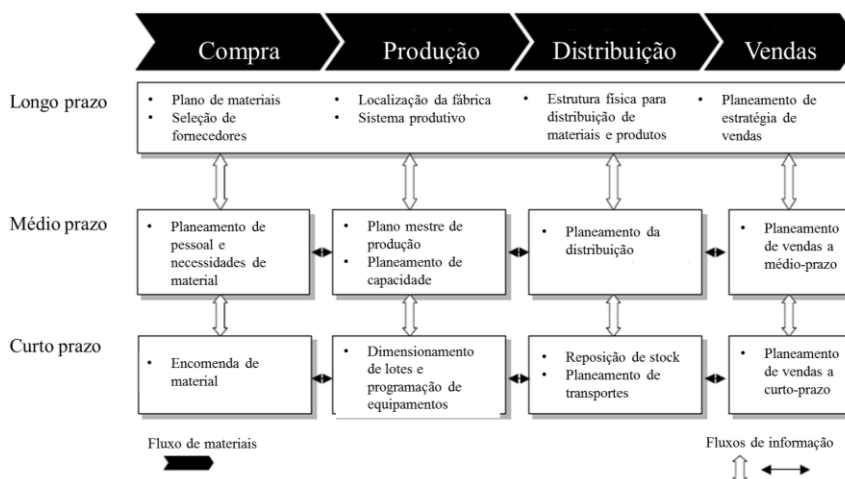 Compra
Produção
Distribuição
Vendas
Longo prazo
• Plano de materiais
• Seleção de
fornecedores
• Localização da fábrica
• Sistema produtivo
• Estrutura física para
distribuição de
materiais e produtos
• Planeamento de
estratégia de
vendas
Médio prazo
• Planeamento de
pessoal e
necessidades de
material
• Plano mestre de
produção
• Planeamento de
capacidade
• Planeamento da
distribuição
• Planeamento
de vendas a
médio-prazo
Curto prazo
• Encomenda de
material
• Dimensionamento
de lotes e
programação de
equipamentos
• Reposição de stock
• Planeamento de
transportes
• Planeamento
de vendas a
curto-prazo
Fluxo de materiais
Fluxos de informação